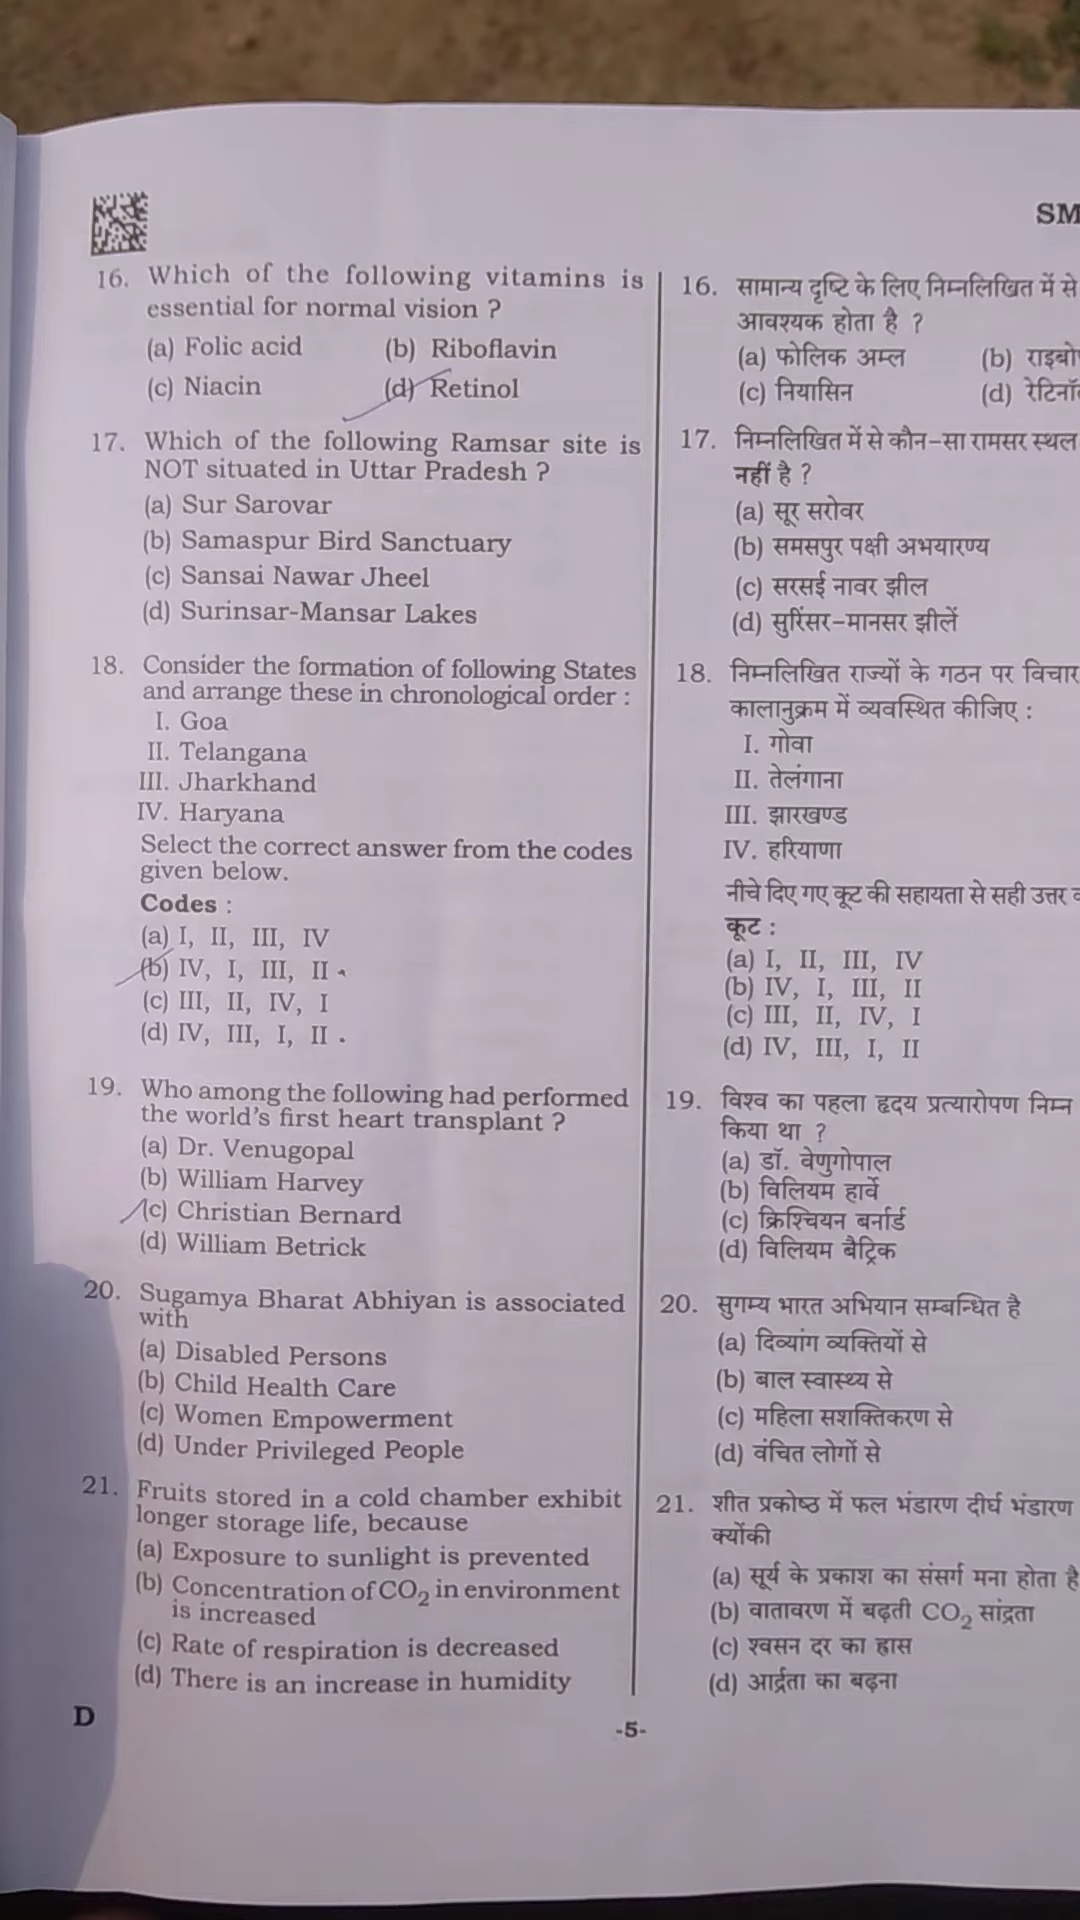 SM
16. Which of the following vitamins is
essential for normal vision ?
(a) Folic acid (b) Riboflavin
(c) Niacin (d) Retinol
17. Which of the following Ramsar site is
NOT situated in Uttar Pradesh ?
(a) Sur Sarovar
(b) Samaspur Bird Sanctuary
(c) Sansai Nawar Jheel
(d) Surinsar-Mansar Lakes
18. Consider the formation of following States
and arrange these in chronological order :
I. Goa
II. Telangana
III. Jharkhand
IV. Haryana
Select the correct answer from the codes
given below.
Codes :
(a) I, II, III, IV
(b) IV, I, III, II
(c) III, II, IV, I
(d) IV, III, I, II
19. Who among the following had performed
the world's first heart transplant ?
(a) Dr. Venugopal
(b) William Harvey
(c) Christian Bernard
(d) William Betrick
20. Sugamya Bharat Abhiyan is associated
with
(a) Disabled Persons
(b) Child Health Care
(c) Women Empowerment
(d) Under Privileged People
21. Fruits stored in a cold chamber exhibit
longer storage life, because
(a) Exposure to sunlight is prevented
(b) Concentration of CO₂ in environment
is increased
(c) Rate of respiration is decreased
(d) There is an increase in humidity
16. सामान्य दृष्टि के लिए निम्नलिखित में से
आवश्यक होता है ?
(a) फोलिक अम्ल (b)
(c) नियासिन (d)
17. निम्नलिखित में से कौन-सा रामसर स्थल
नहीं है ?
(a) सूर सरोवर
(b) समसपुर पक्षी अभयारण्य
(c) सरसई नावर झील
(d) सुरिंसर-मानसर झीलें
18. निम्नलिखित राज्यों के गठन पर विचार
कालानुक्रम में व्यवस्थित कीजिए :
I. गोवा
II. तेलंगाना
III. झारखण्ड
IV. हरियाणा
नीचे दिए गए कूट की सहायता से सही उत्तर
कूट :
(a) I, II, III, IV
(b) IV, I, III, II
(c) III, II, IV, I
(d) IV, III, I, II
19. विश्व का पहला हृदय प्रत्यारोपण निम्न
किया था ?
(a) डॉ. वेणुगोपाल
(b) विलियम हार्वे
(c) क्रिश्चियन बर्नार्ड
(d) विलियम बैट्रिक
20. सुगम्य भारत अभियान सम्बन्धित है
(a) दिव्यांग व्यक्तियों से
(b) बाल स्वास्थ्य से
(c) महिला सशक्तिकरण से
(d) वंचित लोगों से
21. शीत प्रकोष्ठ में फल भंडारण दीर्घ भंडारण
क्योंकी
(a) सूर्य के प्रकाश का संसर्ग मना होता है
(b) वातावरण में बढ़ती CO₂ सांद्रता
(c) श्वसन दर का ह्रास
(d) आर्द्रता का बढ़ना
D
-5-